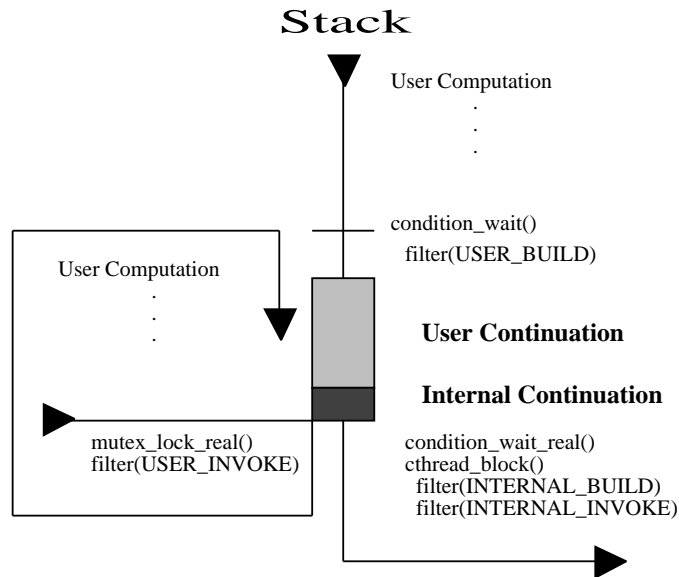 Stack
User Computation
.
.
.
condition_wait()
filter(USER_BUILD)
User Computation
.
.
.
User Continuation
Internal Continuation
mutex_lock_real()
filter(USER_INVOKE)
condition_wait_real()
cthread_block()
filter(INTERNAL_BUILD)
filter(INTERNAL_INVOKE)